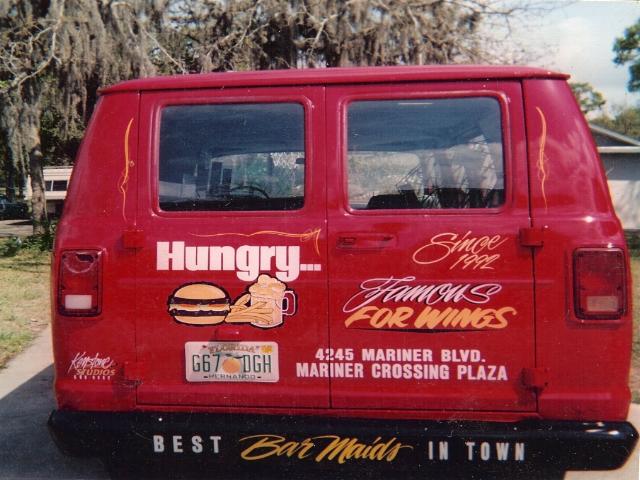 Hungry...
Since
1992
Famous
FOR WINGS
FLORIDA
G67 DGH
HERNANDO
4245 MARINER BLVD.
MARINER CROSSING PLAZA
Keystone
STUDIOS
BEST Bar Maids IN TOWN